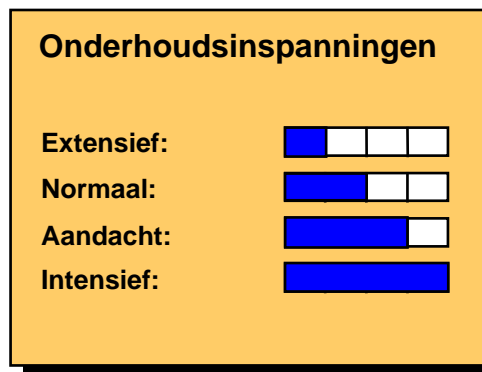 Onderhoudsinspanningen
Extensief:
Normaal:
Aandacht:
Intensief: